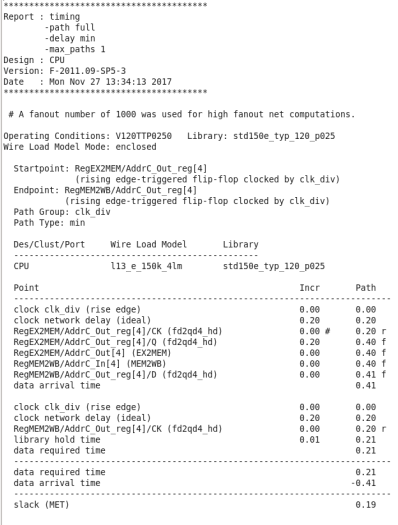 ****************************************
Report : timing
-path full
-delay min
-max_paths 1
Design : CPU
Version: F-2011.09-SP5-3
Date   : Mon Nov 27 13:34:13 2017
****************************************
# A fanout number of 1000 was used for high fanout net computations.
Operating Conditions: V120TTP0250   Library: std150e_typ_120_p025
Wire Load Model Mode: enclosed
Startpoint: RegEX2MEM/AddrC_Out_reg[4]
(rising edge-triggered flip-flop clocked by clk_div)
Endpoint: RegMEM2WB/AddrC_Out_reg[4]
(rising edge-triggered flip-flop clocked by clk_div)
Path Group: clk_div
Path Type: min
Des/Clust/Port     Wire Load Model       Library
------------------------------------------------
CPU                l13_e_150k_4lm        std150e_typ_120_p025
Point                                    Incr       Path
-----------------------------------------------------------
clock clk_div (rise edge)                0.00       0.00
clock network delay (ideal)              0.20       0.20
RegEX2MEM/AddrC_Out_reg[4]/CK (fd2qd4_hd)     0.00 #     0.20 r
RegEX2MEM/AddrC_Out_reg[4]/Q (fd2qd4_hd)      0.20       0.40 f
RegEX2MEM/AddrC_Out[4] (EX2MEM)          0.00       0.40 f
RegMEM2WB/AddrC_In[4] (MEM2WB)           0.00       0.40 f
RegMEM2WB/AddrC_Out_reg[4]/D (fd2qd4_hd)      0.00       0.41 f
data arrival time                                   0.41
clock clk_div (rise edge)                0.00       0.00
clock network delay (ideal)              0.20       0.20
RegMEM2WB/AddrC_Out_reg[4]/CK (fd2qd4_hd)     0.00       0.20 r
library hold time                        0.01       0.21
data required time                                  0.21
-----------------------------------------------------------
data required time                                  0.21
data arrival time                                  -0.41
-----------------------------------------------------------
slack (MET)                                         0.19